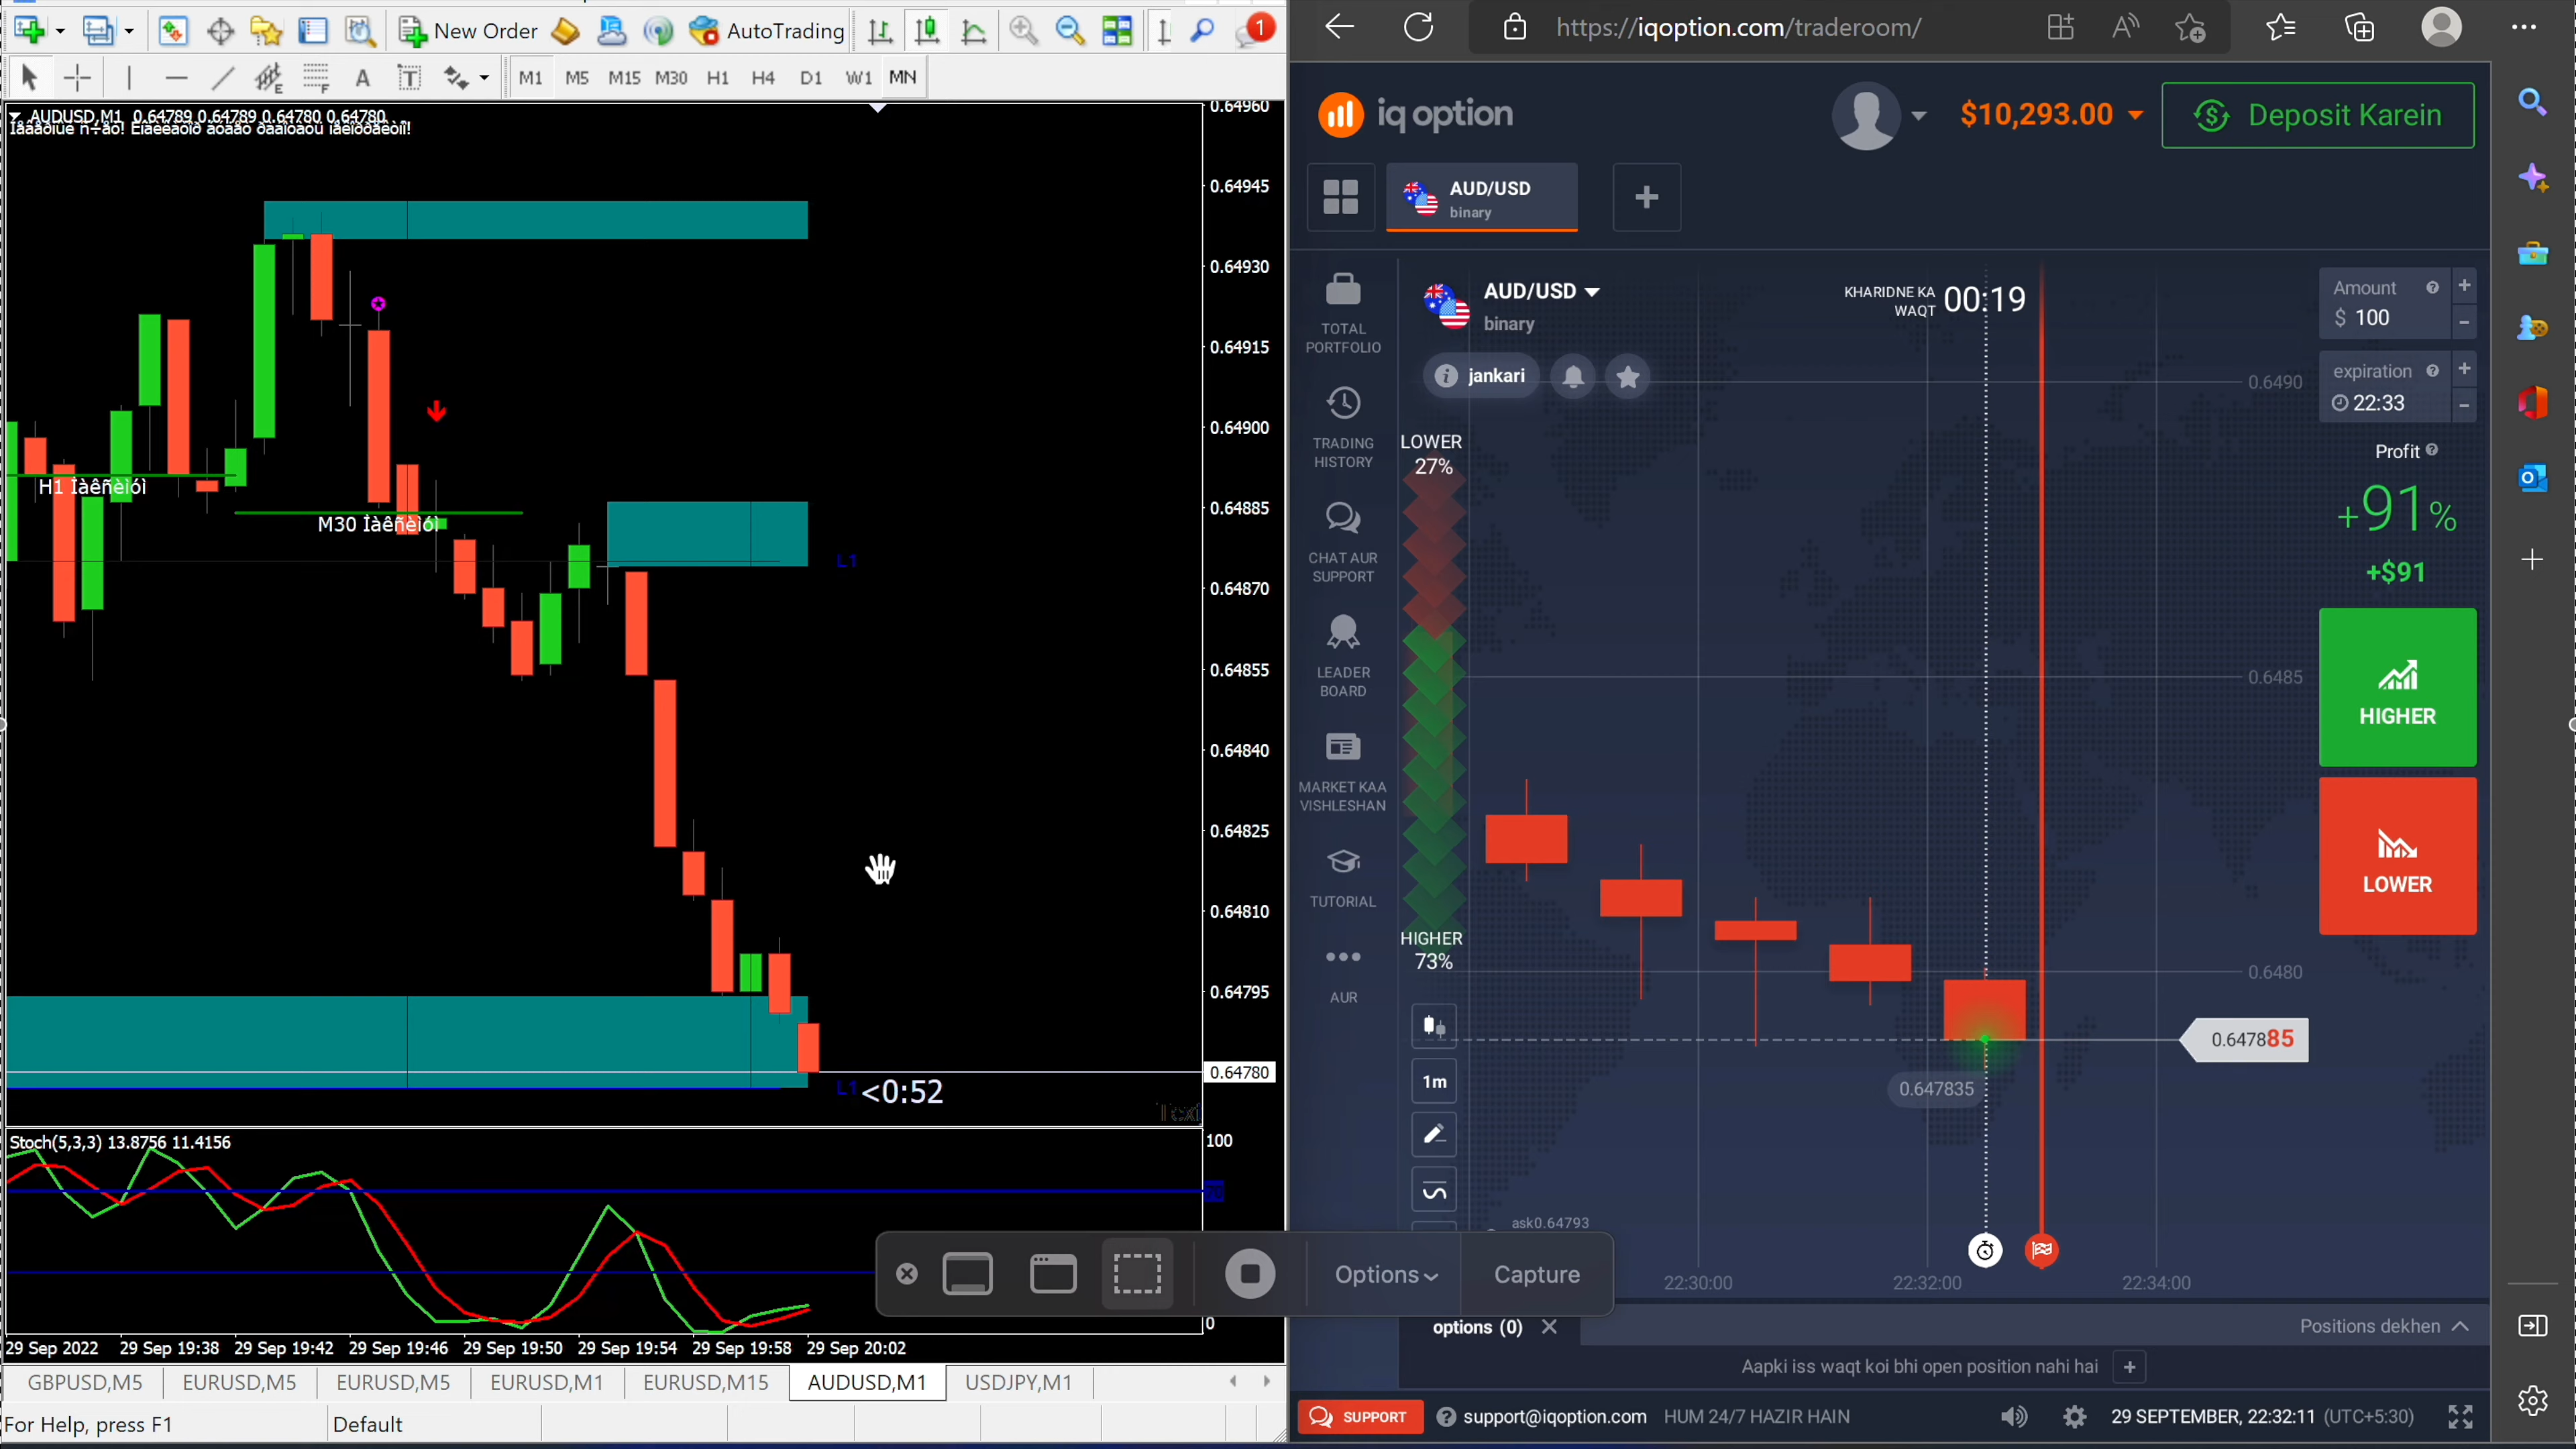 New Order
AutoTrading
1
M1 M5 M15 M30 H1 H4 D1 W1 MN
AUDUSD,M1 0.64789 0.64789 0.64780 0.64780
0.64960
0.64945
0.64930
0.64915
0.64900
0.64885
0.64870
0.64855
0.64840
0.64825
0.64810
0.64795
0.64780
H1 Ìàêñèìóì
M30 Ìàêñèìóì
L1
L1 <0:52
Text
Stoch(5,3,3) 13.8756 11.4156
100
0
29 Sep 2022 29 Sep 19:38 29 Sep 19:42 29 Sep 19:46 29 Sep 19:50 29 Sep 19:54 29 Sep 19:58 29 Sep 20:02
GBPUSD,M5 EURUSD,M5 EURUSD,M5 EURUSD,M1 EURUSD,M15 AUDUSD,M1 USDJPY,M1
For Help, press F1 Default
Options Capture
https://iqoption.com/traderoom/
iq option
$10,293.00
Deposit Karein
AUD/USD
binary
TOTAL
PORTFOLIO
TRADING
HISTORY
CHAT AUR
SUPPORT
LEADER
BOARD
MARKET KAA
VISHLESHAN
TUTORIAL
AUR
AUD/USD
binary
jankari
KHARIDNE KA
WAQT 00:19
LOWER
27%
HIGHER
73%
1m
0.6490
0.6485
0.6480
0.647885
0.647835
ask0.64793
22:30:00 22:32:00 22:34:00
Amount
$ 100
expiration
22:33
Profit
+91%
+$91
HIGHER
LOWER
options (0)
Positions dekhen
Aapki iss waqt koi bhi open position nahi hai
SUPPORT
support@iqoption.com HUM 24/7 HAZIR HAIN
29 SEPTEMBER, 22:32:11 (UTC+5:30)